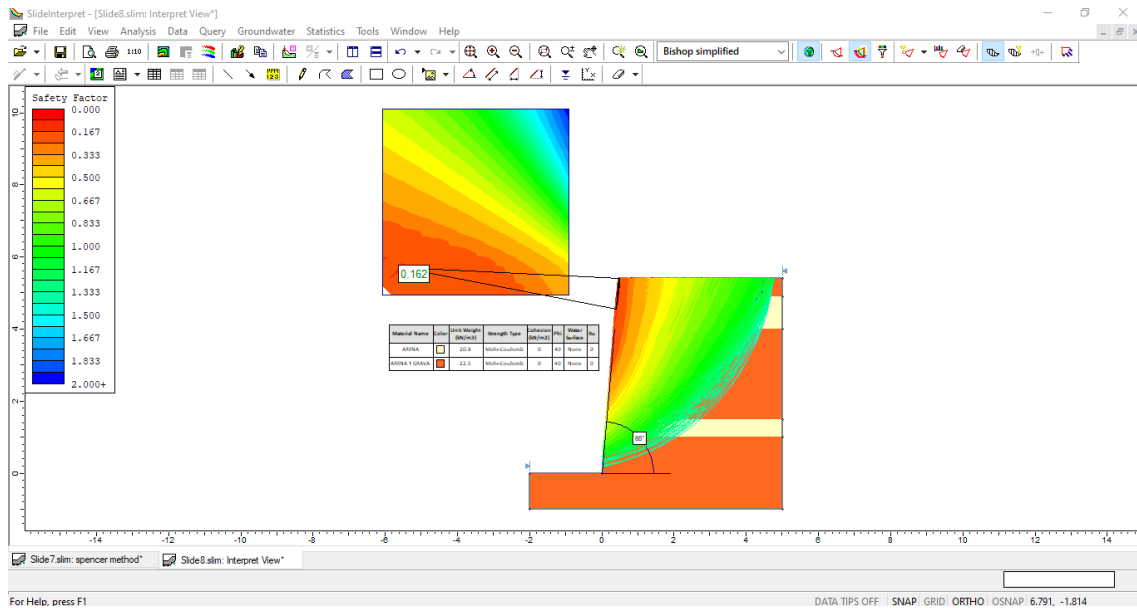 SlideInterpret - [Slide8.slim: Interpret View*]
File Edit View Analysis Data Query Groundwater Statistics Tools Window Help
1:10 Bishop simplified
Safety Factor
0.000
0.167
0.333
0.500
0.667
0.833
1.000
1.167
1.333
1.500
1.667
1.833
2.000+
10
8
6
4
2
0
0.162
Material Name Color Unit Weight (kN/m3) Strength Type Cohesion (kN/m2) Phi Water Surface Ru
ARENA 20.8 Mohr-Coulomb 0 40 None 0
ARENA Y GRAVA 22.5 Mohr-Coulomb 0 40 None 0
85°
-14 -12 -10 -8 -6 -4 -2 0 2 4 6 8 10 12 14
Slide7.slim: spencer method* Slide8.slim: Interpret View*
For Help, press F1
DATA TIPS OFF SNAP GRID ORTHO OSNAP 6.791, -1.814